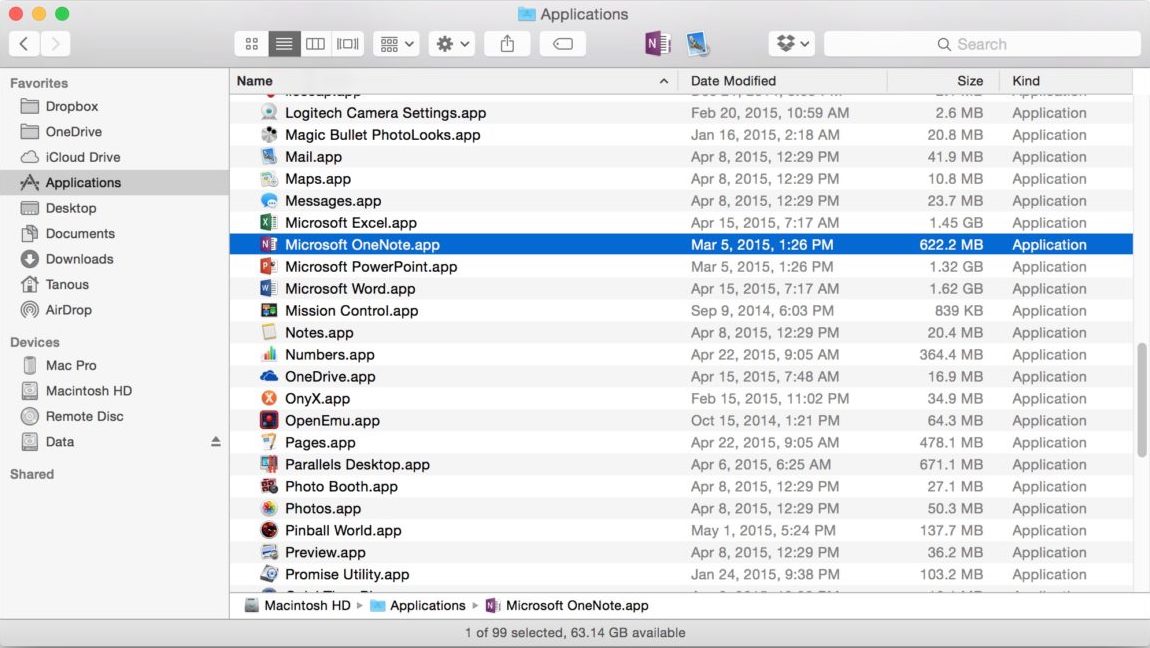 Applications
Search
Favorites
Dropbox
OneDrive
iCloud Drive
Applications
Desktop
Documents
Downloads
Tanous
AirDrop
Devices
Mac Pro
Macintosh HD
Remote Disc
Data
Shared
Name Date Modified Size Kind
Logitech Camera Settings.app Feb 20, 2015, 10:59 AM 2.6 MB Application
Magic Bullet PhotoLooks.app Jan 16, 2015, 2:18 AM 20.8 MB Application
Mail.app Apr 8, 2015, 12:29 PM 41.9 MB Application
Maps.app Apr 8, 2015, 12:29 PM 10.8 MB Application
Messages.app Apr 8, 2015, 12:29 PM 23.7 MB Application
Microsoft Excel.app Apr 15, 2015, 7:17 AM 1.45 GB Application
Microsoft OneNote.app Mar 5, 2015, 1:26 PM 622.2 MB Application
Microsoft PowerPoint.app Mar 5, 2015, 1:26 PM 1.32 GB Application
Microsoft Word.app Apr 15, 2015, 7:17 AM 1.62 GB Application
Mission Control.app Sep 9, 2014, 6:03 PM 839 KB Application
Notes.app Apr 8, 2015, 12:29 PM 20.4 MB Application
Numbers.app Apr 22, 2015, 9:05 AM 364.4 MB Application
OneDrive.app Apr 15, 2015, 7:48 AM 16.9 MB Application
OnyX.app Feb 15, 2015, 11:02 PM 34.9 MB Application
OpenEmu.app Oct 15, 2014, 1:21 PM 64.3 MB Application
Pages.app Apr 22, 2015, 9:05 AM 478.1 MB Application
Parallels Desktop.app Apr 6, 2015, 6:25 AM 671.1 MB Application
Photo Booth.app Apr 8, 2015, 12:29 PM 27.1 MB Application
Photos.app Apr 8, 2015, 12:29 PM 50.3 MB Application
Pinball World.app May 1, 2015, 5:24 PM 137.7 MB Application
Preview.app Apr 8, 2015, 12:29 PM 36.2 MB Application
Promise Utility.app Jan 24, 2015, 9:38 PM 103.2 MB Application
Macintosh HD Applications Microsoft OneNote.app
1 of 99 selected, 63.14 GB available